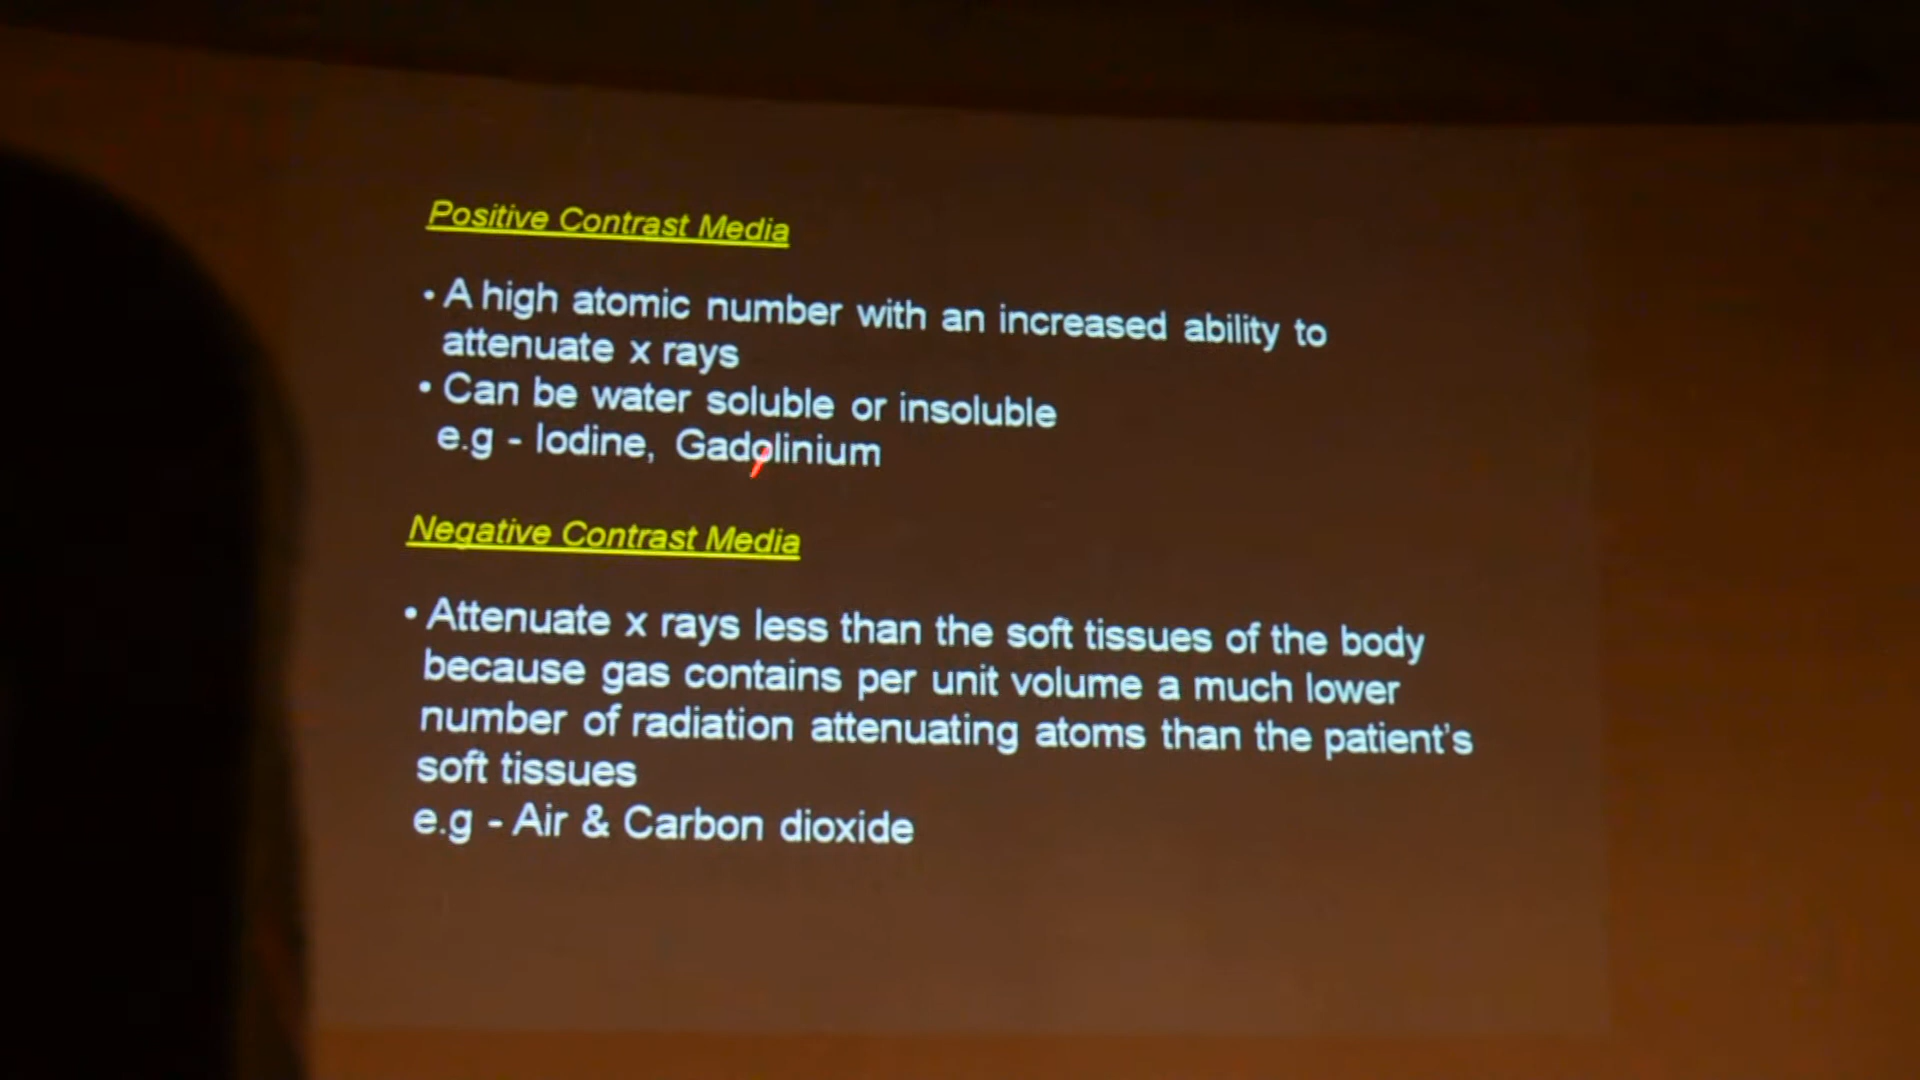 Positive Contrast Media
• A high atomic number with an increased ability to
attenuate x rays
• Can be water soluble or insoluble
e.g - Iodine, Gadolinium
Negative Contrast Media
• Attenuate x rays less than the soft tissues of the body
because gas contains per unit volume a much lower
number of radiation attenuating atoms than the patient's
soft tissues
e.g - Air & Carbon dioxide